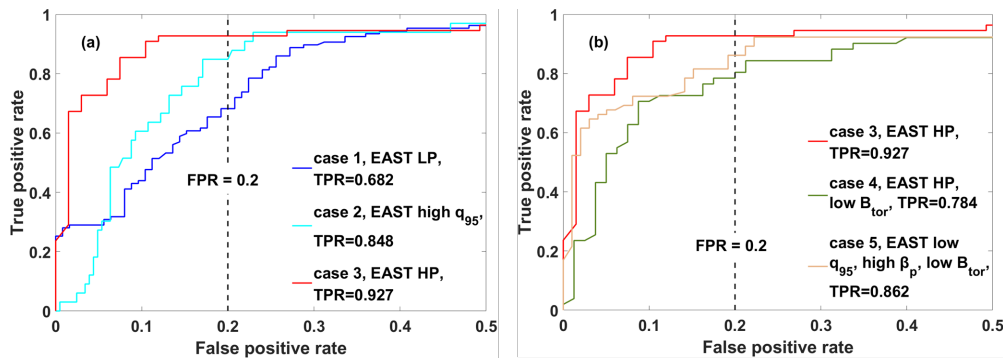 (a)
True positive rate
1
0.8
0.6
0.4
0.2
0
0
0.1
0.2
0.3
0.4
0.5
False positive rate
FPR = 0.2
case 1, EAST LP,
TPR=0.682
case 2, EAST high q95,
TPR=0.848
case 3, EAST HP,
TPR=0.927
(b)
True positive rate
1
0.8
0.6
0.4
0.2
0
0
0.1
0.2
0.3
0.4
0.5
False positive rate
FPR = 0.2
case 3, EAST HP,
TPR=0.927
case 4, EAST HP,
low Btor, TPR=0.784
case 5, EAST low
q95, high βp, low Btor,
TPR=0.862